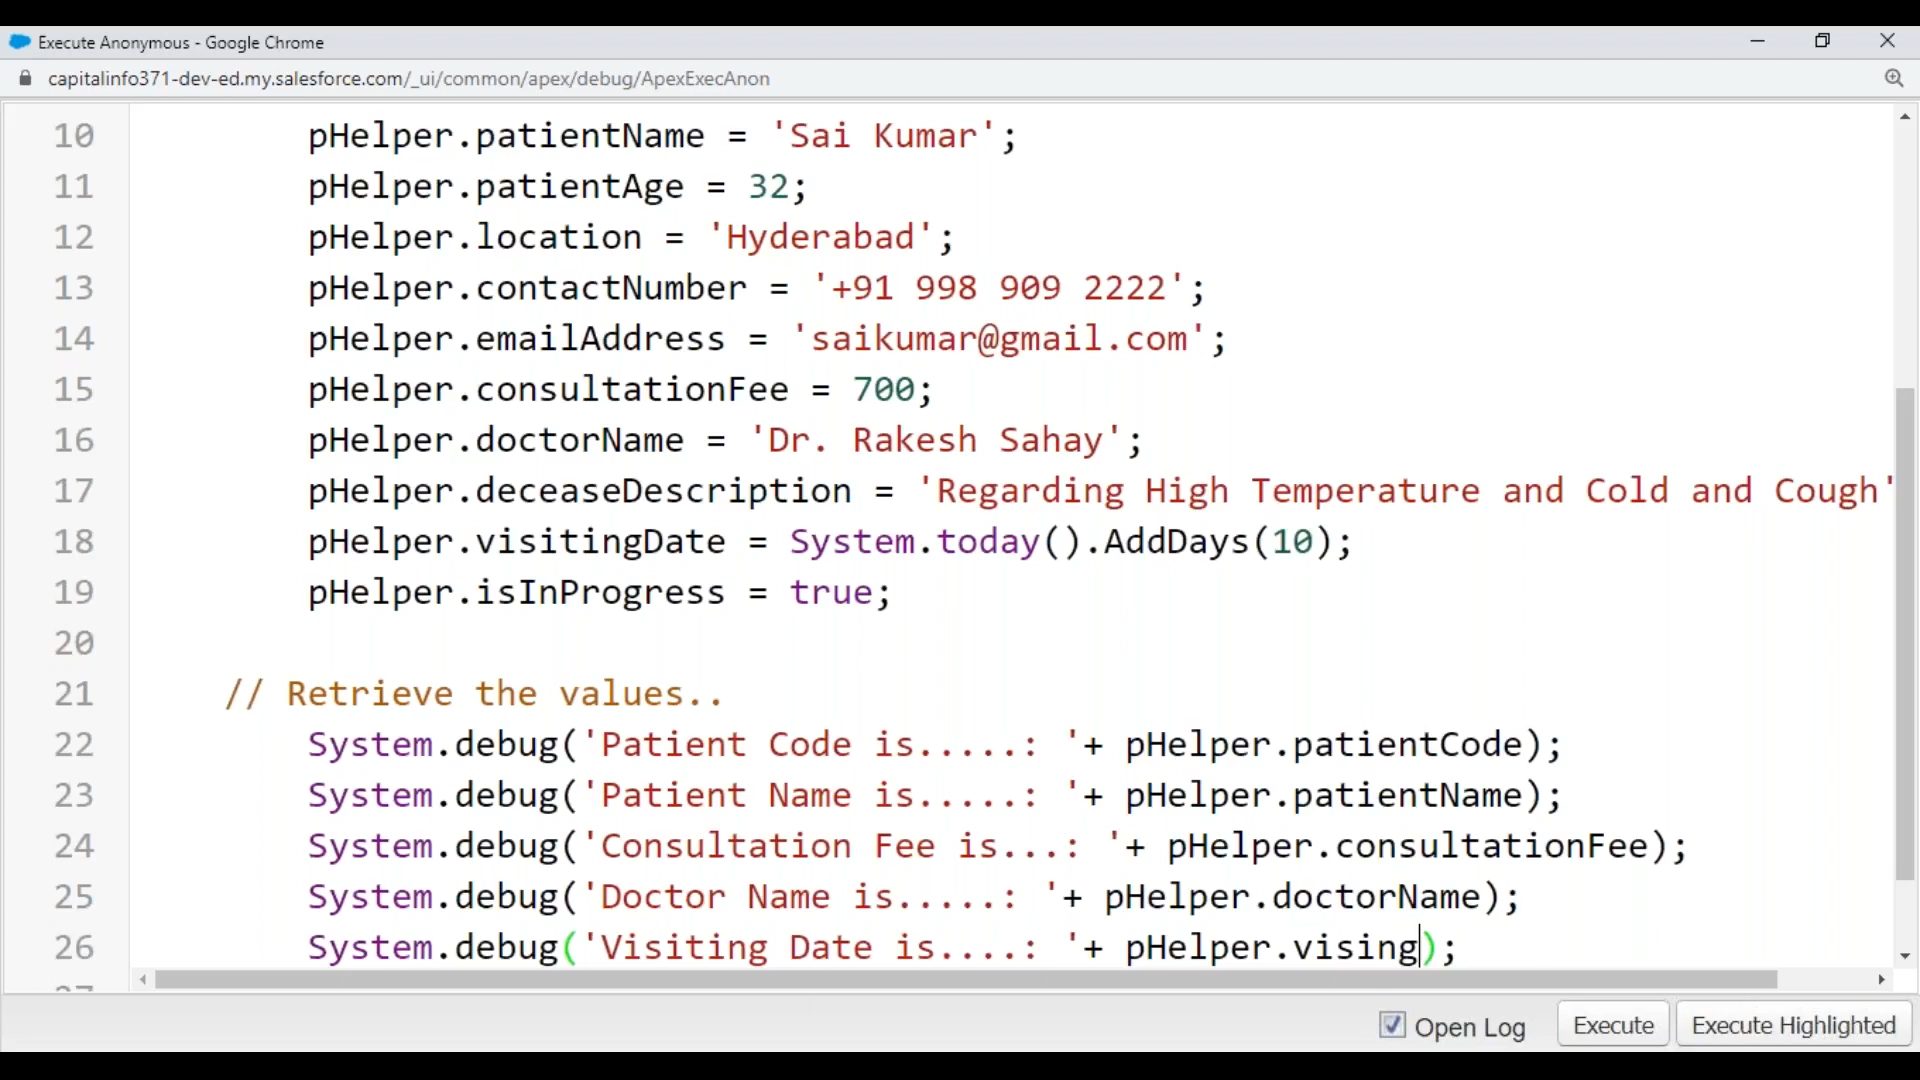 Execute Anonymous - Google Chrome
capitalinfo371-dev-ed.my.salesforce.com/_ui/common/apex/debug/ApexExecAnon
10 pHelper.patientName = 'Sai Kumar';
11 pHelper.patientAge = 32;
12 pHelper.location = 'Hyderabad';
13 pHelper.contactNumber = '+91 998 909 2222';
14 pHelper.emailAddress = 'saikumar@gmail.com';
15 pHelper.consultationFee = 700;
16 pHelper.doctorName = 'Dr. Rakesh Sahay';
17 pHelper.deceaseDescription = 'Regarding High Temperature and Cold and Cough'
18 pHelper.visitingDate = System.today().AddDays(10);
19 pHelper.isInProgress = true;
20
21 // Retrieve the values..
22 System.debug('Patient Code is.....: '+ pHelper.patientCode);
23 System.debug('Patient Name is.....: '+ pHelper.patientName);
24 System.debug('Consultation Fee is...: '+ pHelper.consultationFee);
25 System.debug('Doctor Name is.....: '+ pHelper.doctorName);
26 System.debug('Visiting Date is....: '+ pHelper.vising);
Open Log Execute Execute Highlighted